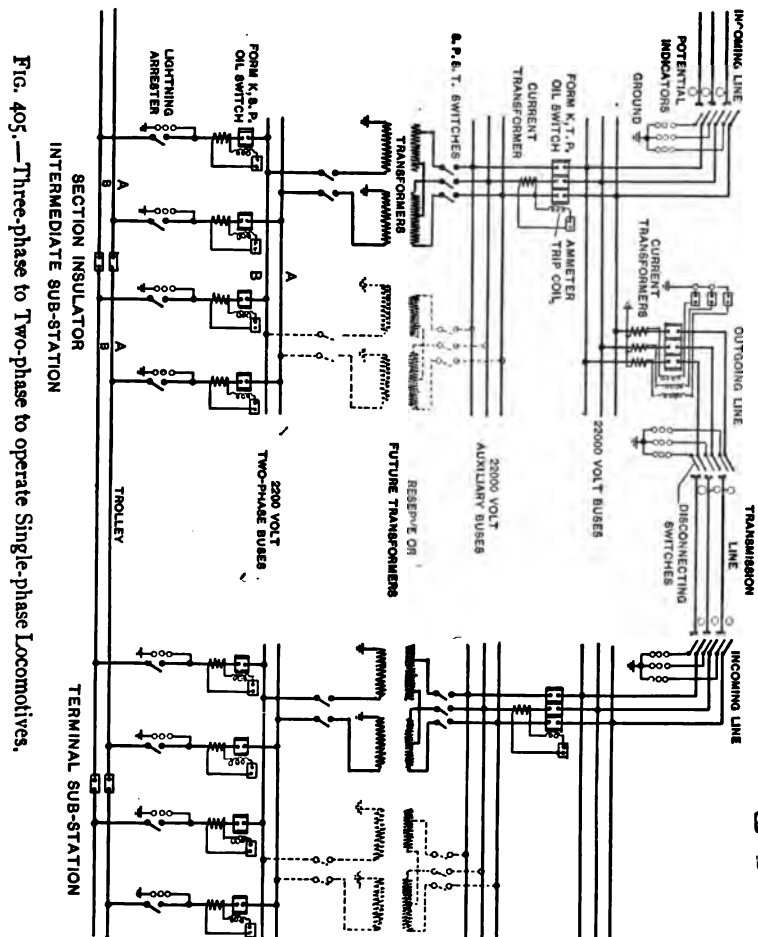 INCOMING LINE
POTENTIAL
INDICATORS
GROUND
FORM K, T. P.
OIL SWITCH
CURRENT
TRANSFORMER
S. P. S. T. SWITCHES
TRANSFORMERS
FORM K, S. P.
OIL SWITCH
LIGHTNING
ARRESTER
AMMETER
TRIP COIL
CURRENT
TRANSFORMERS
OUTGOING LINE
22000 VOLT BUSES
22000 VOLT
AUXILIARY BUSES
RESERVE OR
FUTURE TRANSFORMERS
2200 VOLT
TWO-PHASE BUSES
A
B
A
B
A
B
TROLLEY
TRANSMISSION
LINE
DISCONNECTING
SWITCHES
INCOMING LINE
SECTION INSULATOR
INTERMEDIATE SUB-STATION
TERMINAL SUB-STATION
FIG. 405.—Three-phase to Two-phase to operate Single-phase Locomotives.